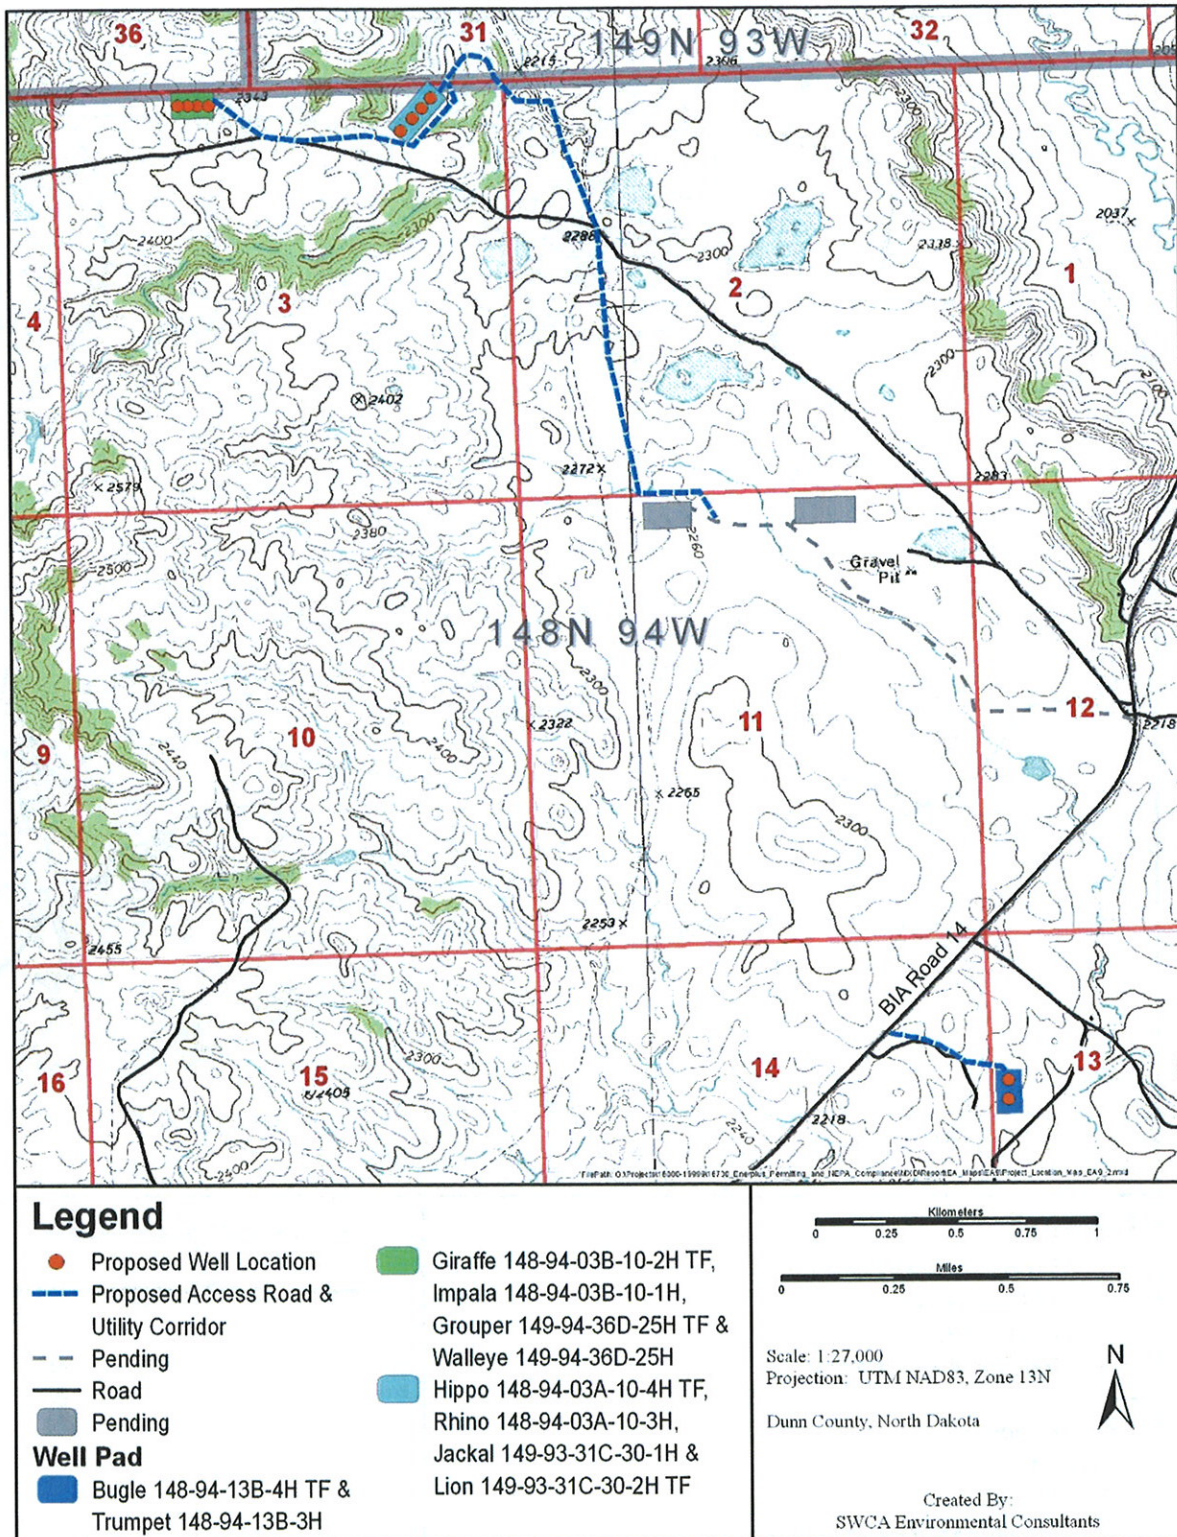 36
31
32
149N 93W
2215
2306
2343
2300
2037
2338
2400
2300
2288
2300
1
2
3
4
2300
2100
2402
2272
2283
2579
2380
2260
Gravel
Pit
2500
148N 94W
2300
2322
11
12
2218
10
9
2440
2400
2265
2300
2455
2253
BIA Road 14
2300
16
15
14
13
2405
2218
2240
2400
Legend
Proposed Well Location
Proposed Access Road &
Utility Corridor
Pending
Road
Pending
Well Pad
Bugle 148-94-13B-4H TF &
Trumpet 148-94-13B-3H
Giraffe 148-94-03B-10-2H TF,
Impala 148-94-03B-10-1H,
Grouper 149-94-36D-25H TF &
Walleye 149-94-36D-25H
Hippo 148-94-03A-10-4H TF,
Rhino 148-94-03A-10-3H,
Jackal 149-93-31C-30-1H &
Lion 149-93-31C-30-2H TF
Kilometers
0 0.25 0.5 0.75 1
Miles
0 0.25 0.5 0.75
Scale: 1:27,000
Projection: UTM NAD83, Zone 13N
N
Dunn County, North Dakota
Created By:
SWCA Environmental Consultants